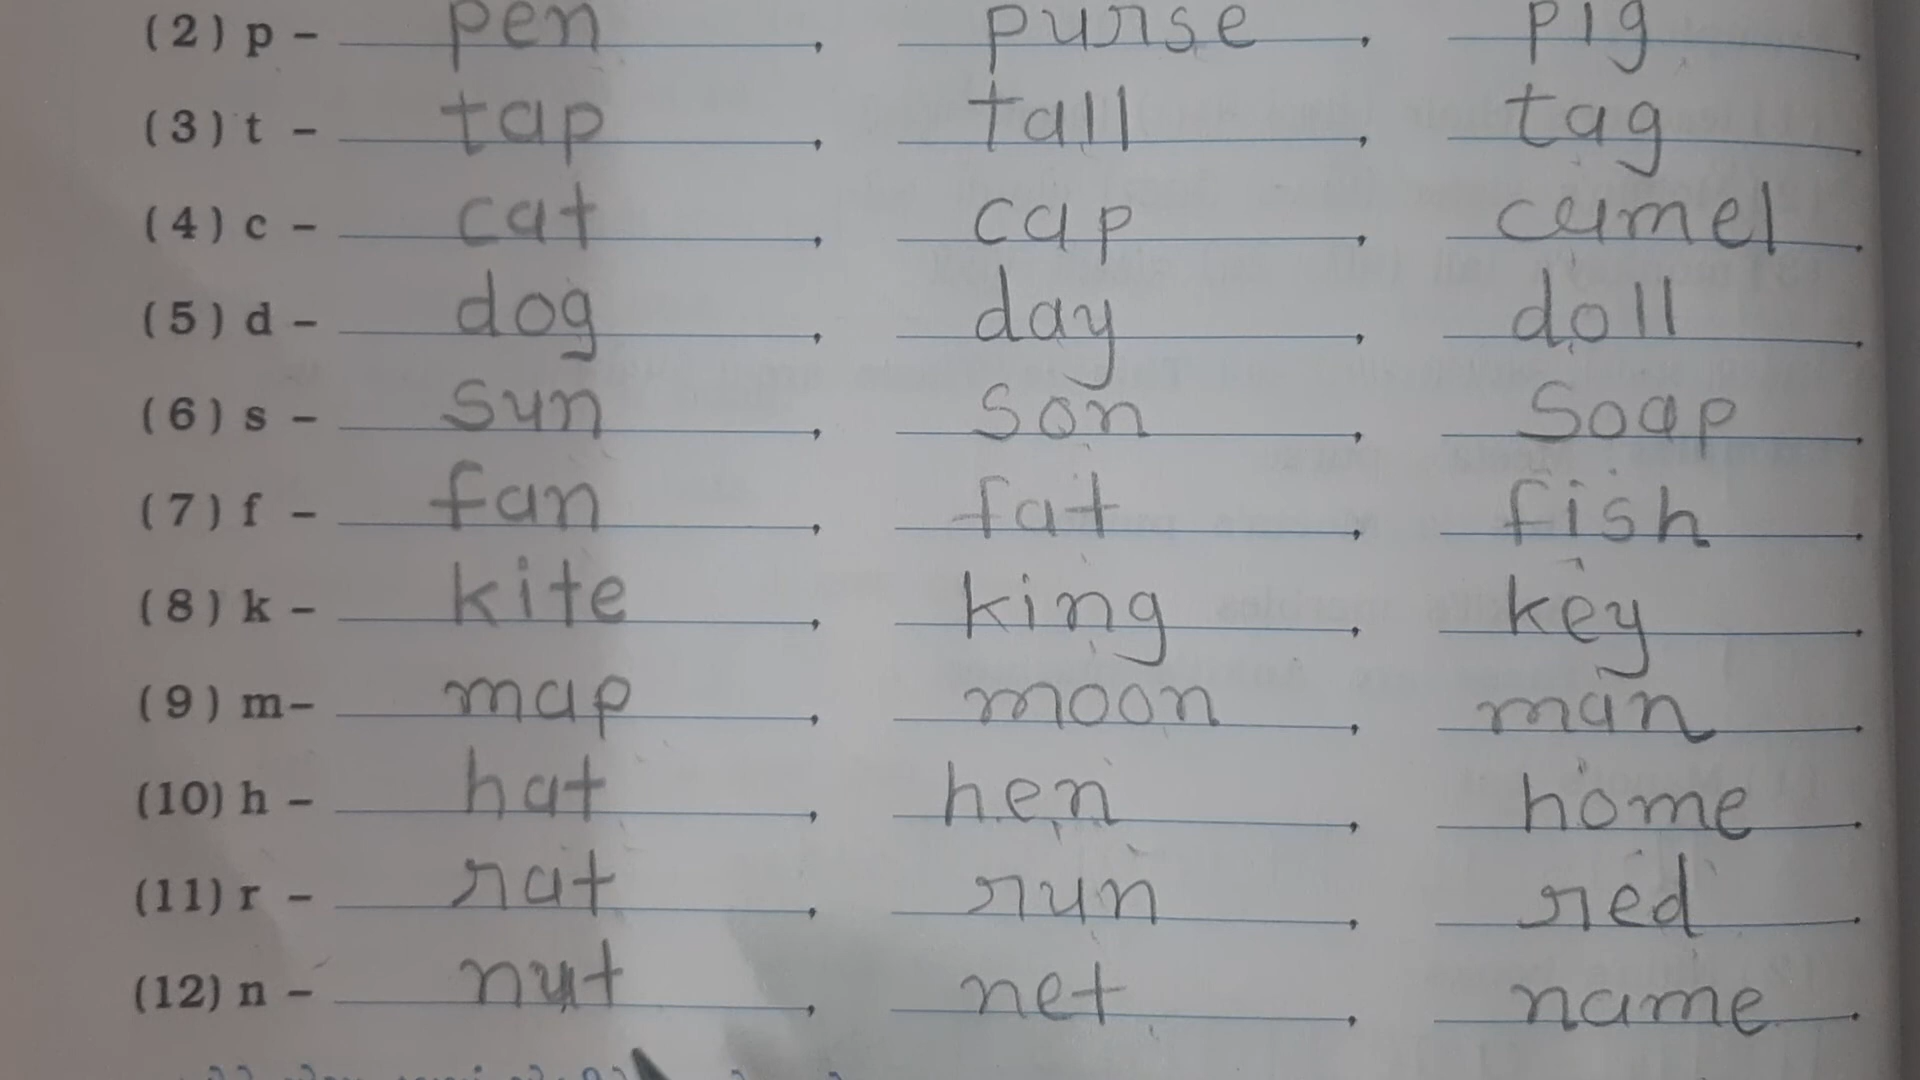 (2) p - pen, purse, pig.
(3) t - tap, tall, tag.
(4) c - cat, cap, camel.
(5) d - dog, day, doll.
(6) s - sun, son, Soap.
(7) f - fan, fat, fish.
(8) k - kite, king, key.
(9) m- map, moon, man.
(10) h - hat, hen, home.
(11) r - rat, run, red.
(12) n - nut, net, name.